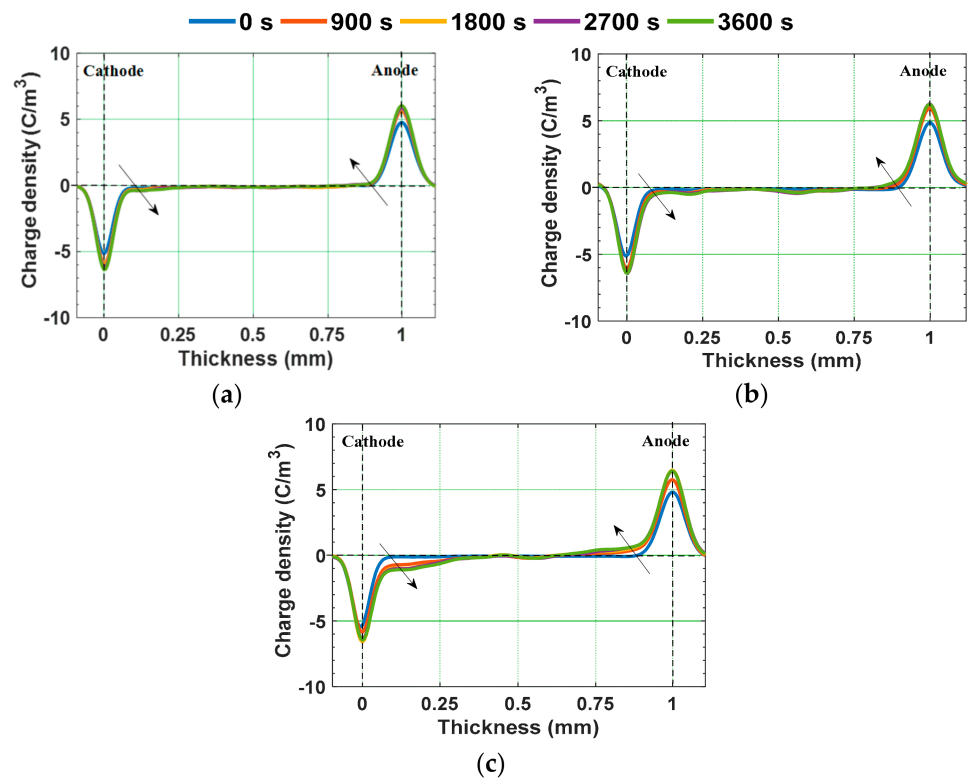 0 s 900 s 1800 s 2700 s 3600 s
Cathode Anode
Charge density (C/m³)
10
5
0
-5
-10
0 0.25 0.5 0.75 1
Thickness (mm)
(a)
Cathode Anode
Charge density (C/m³)
10
5
0
-5
-10
0 0.25 0.5 0.75 1
Thickness (mm)
(b)
Cathode Anode
Charge density (C/m³)
10
5
0
-5
-10
0 0.25 0.5 0.75 1
Thickness (mm)
(c)